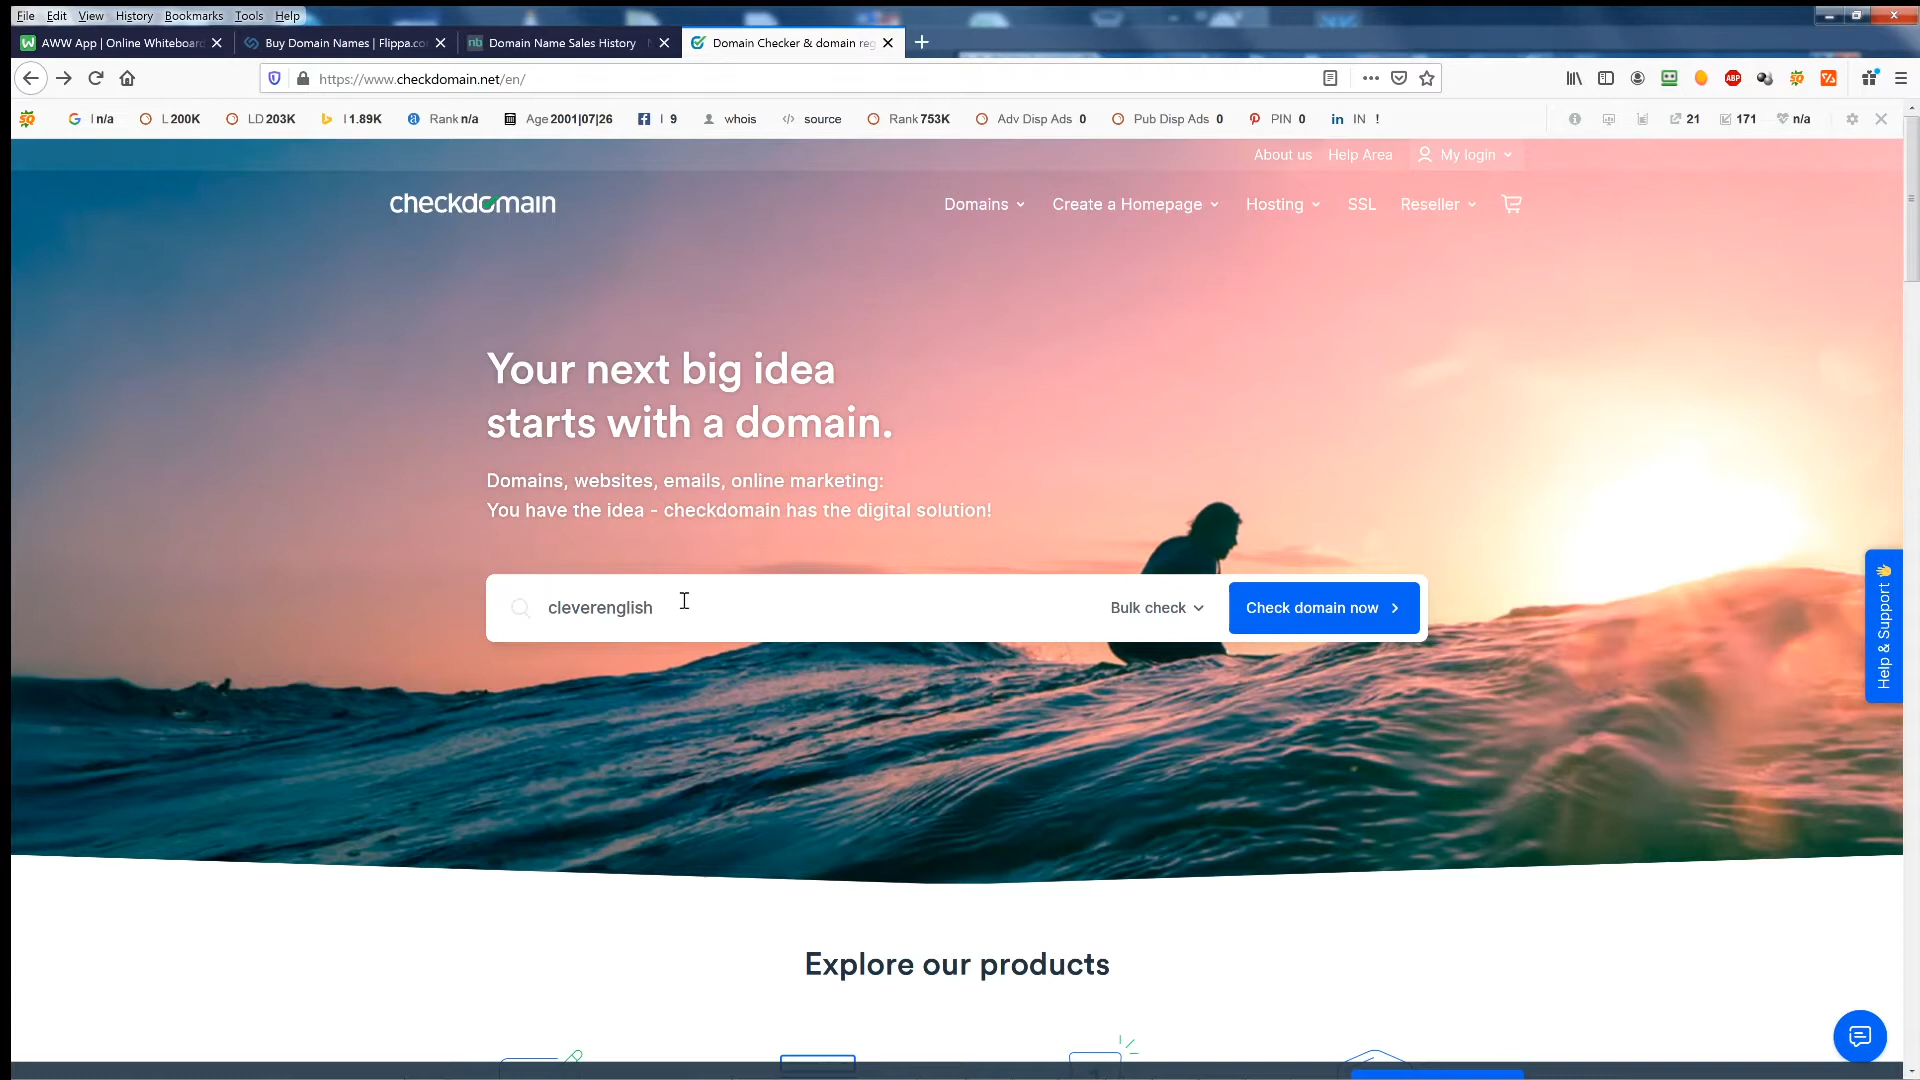 File Edit View History Bookmarks Tools Help
AWW App | Online Whiteboard
Buy Domain Names | Flippa.co
nb Domain Name Sales History
Domain Checker & domain reg
https://www.checkdomain.net/en/
ABP
SQ I n/a L 200K LD 203K I 1.89K Rank n/a Age 2001|07|26 I 9 whois source Rank 753K Adv Disp Ads 0 Pub Disp Ads 0 PIN 0 in IN ! 21 171 n/a
About us Help Area My login
checkdomain
Domains Create a Homepage Hosting SSL Reseller
Your next big idea
starts with a domain.
Domains, websites, emails, online marketing:
You have the idea - checkdomain has the digital solution!
cleverenglish Bulk check Check domain now
Help & Support
Explore our products